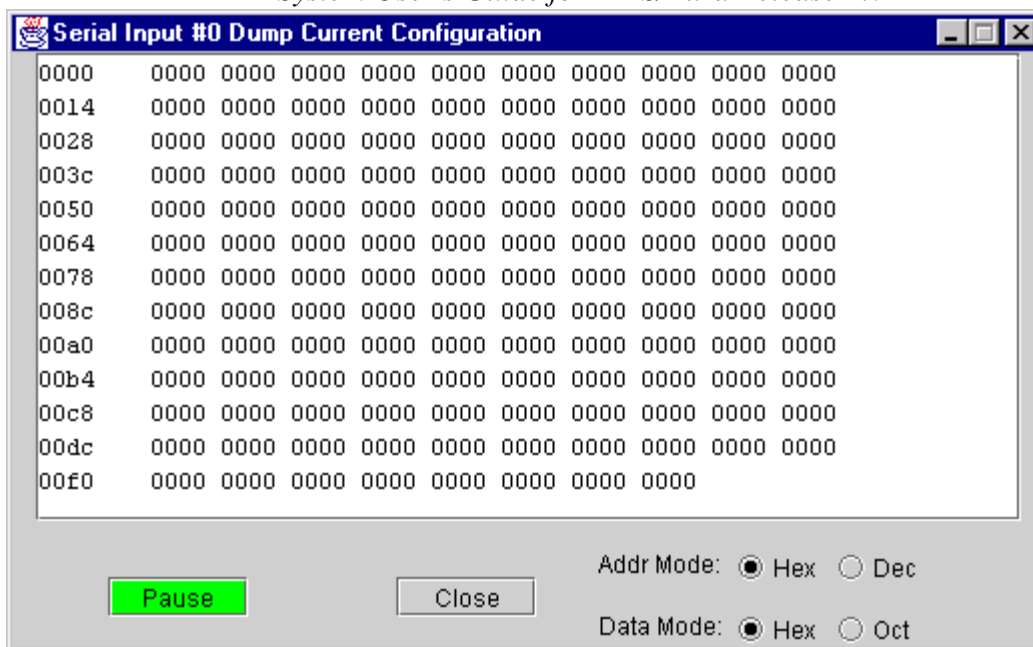 Serial Input #0 Dump Current Configuration
0000 0000 0000 0000 0000 0000 0000 0000 0000 0000 0000
0014 0000 0000 0000 0000 0000 0000 0000 0000 0000 0000
0028 0000 0000 0000 0000 0000 0000 0000 0000 0000 0000
003c 0000 0000 0000 0000 0000 0000 0000 0000 0000 0000
0050 0000 0000 0000 0000 0000 0000 0000 0000 0000 0000
0064 0000 0000 0000 0000 0000 0000 0000 0000 0000 0000
0078 0000 0000 0000 0000 0000 0000 0000 0000 0000 0000
008c 0000 0000 0000 0000 0000 0000 0000 0000 0000 0000
00a0 0000 0000 0000 0000 0000 0000 0000 0000 0000 0000
00b4 0000 0000 0000 0000 0000 0000 0000 0000 0000 0000
00c8 0000 0000 0000 0000 0000 0000 0000 0000 0000 0000
00dc 0000 0000 0000 0000 0000 0000 0000 0000 0000 0000
00f0 0000 0000 0000 0000 0000 0000 0000 0000
Addr Mode: Hex Dec
Pause Close
Data Mode: Hex Oct